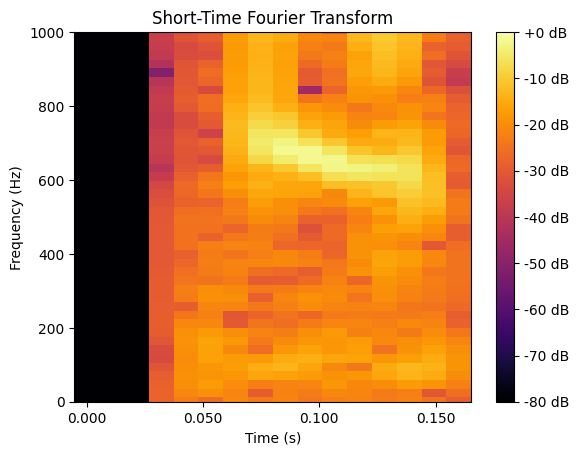 Short-Time Fourier Transform
1000
800
600
400
200
0
Frequency (Hz)
0.000
0.050
0.100
0.150
Time (s)
+0 dB
-10 dB
-20 dB
-30 dB
-40 dB
-50 dB
-60 dB
-70 dB
-80 dB